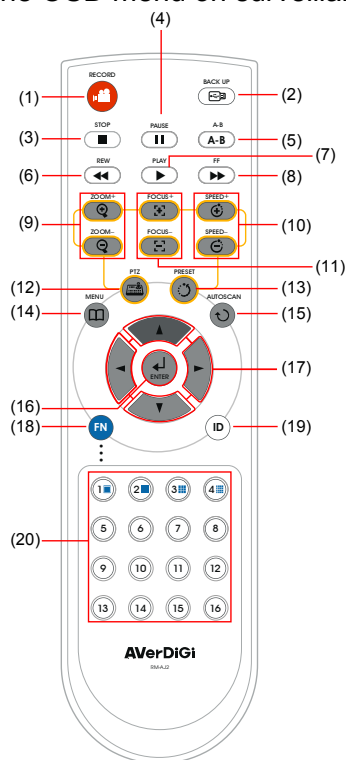 (4)
RECORD
BACK UP
(1)
(2)
STOP
PAUSE
A-B
(3)
A-B
(5)
(7)
REW
PLAY
FF
(6)
(8)
ZOOM+
FOCUS+
SPEED+
(9)
(10)
ZOOM–
FOCUS–
SPEED–
(11)
PTZ
PRESET
(12)
(13)
MENU
AUTOSCAN
(14)
(15)
ENTER
(17)
(16)
(18)
FN
ID
(19)
1 2 3 4
5 6 7 8
(20)
9 10 11 12
13 14 15 16
AVerDiGi
RM-AJ2